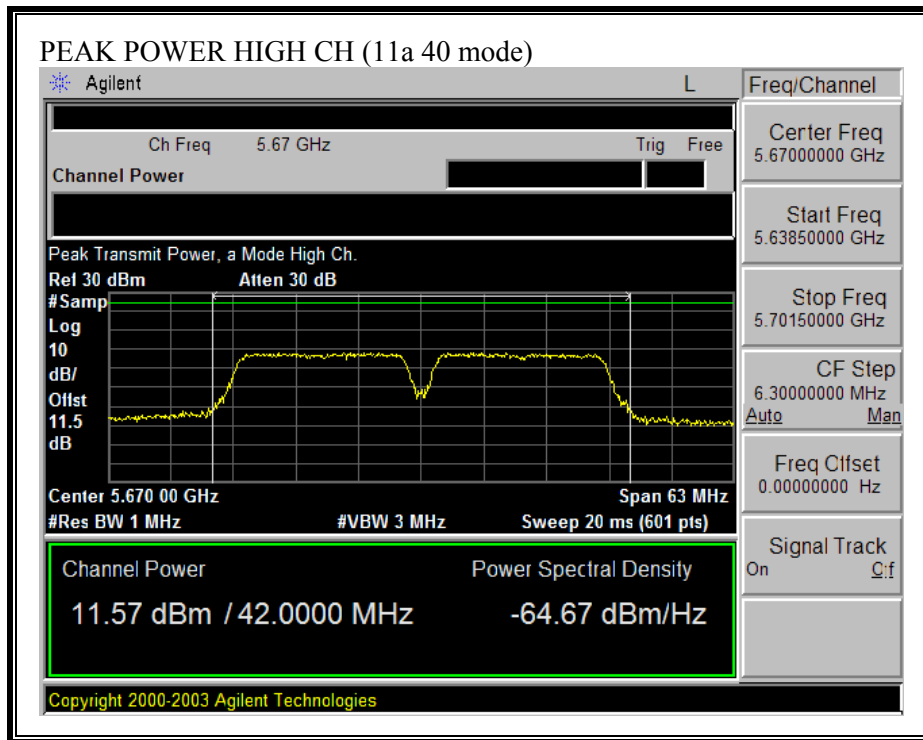 PEAK POWER HIGH CH (11a 40 mode)
Agilent L Freq/Channel
Ch Freq 5.67 GHz Trig Free
Channel Power
Peak Transmit Power, a Mode High Ch.
Ref 30 dBm Atten 30 dB
#Samp
Log
10
dB/
Offst
11.5
dB
Center 5.670 00 GHz Span 63 MHz
#Res BW 1 MHz #VBW 3 MHz Sweep 20 ms (601 pts)
Channel Power Power Spectral Density
11.57 dBm / 42.0000 MHz -64.67 dBm/Hz
Copyright 2000-2003 Agilent Technologies
Center Freq
5.67000000 GHz
Start Freq
5.63850000 GHz
Stop Freq
5.70150000 GHz
CF Step
6.30000000 MHz
Auto Man
Freq Offset
0.00000000 Hz
Signal Track
On Off